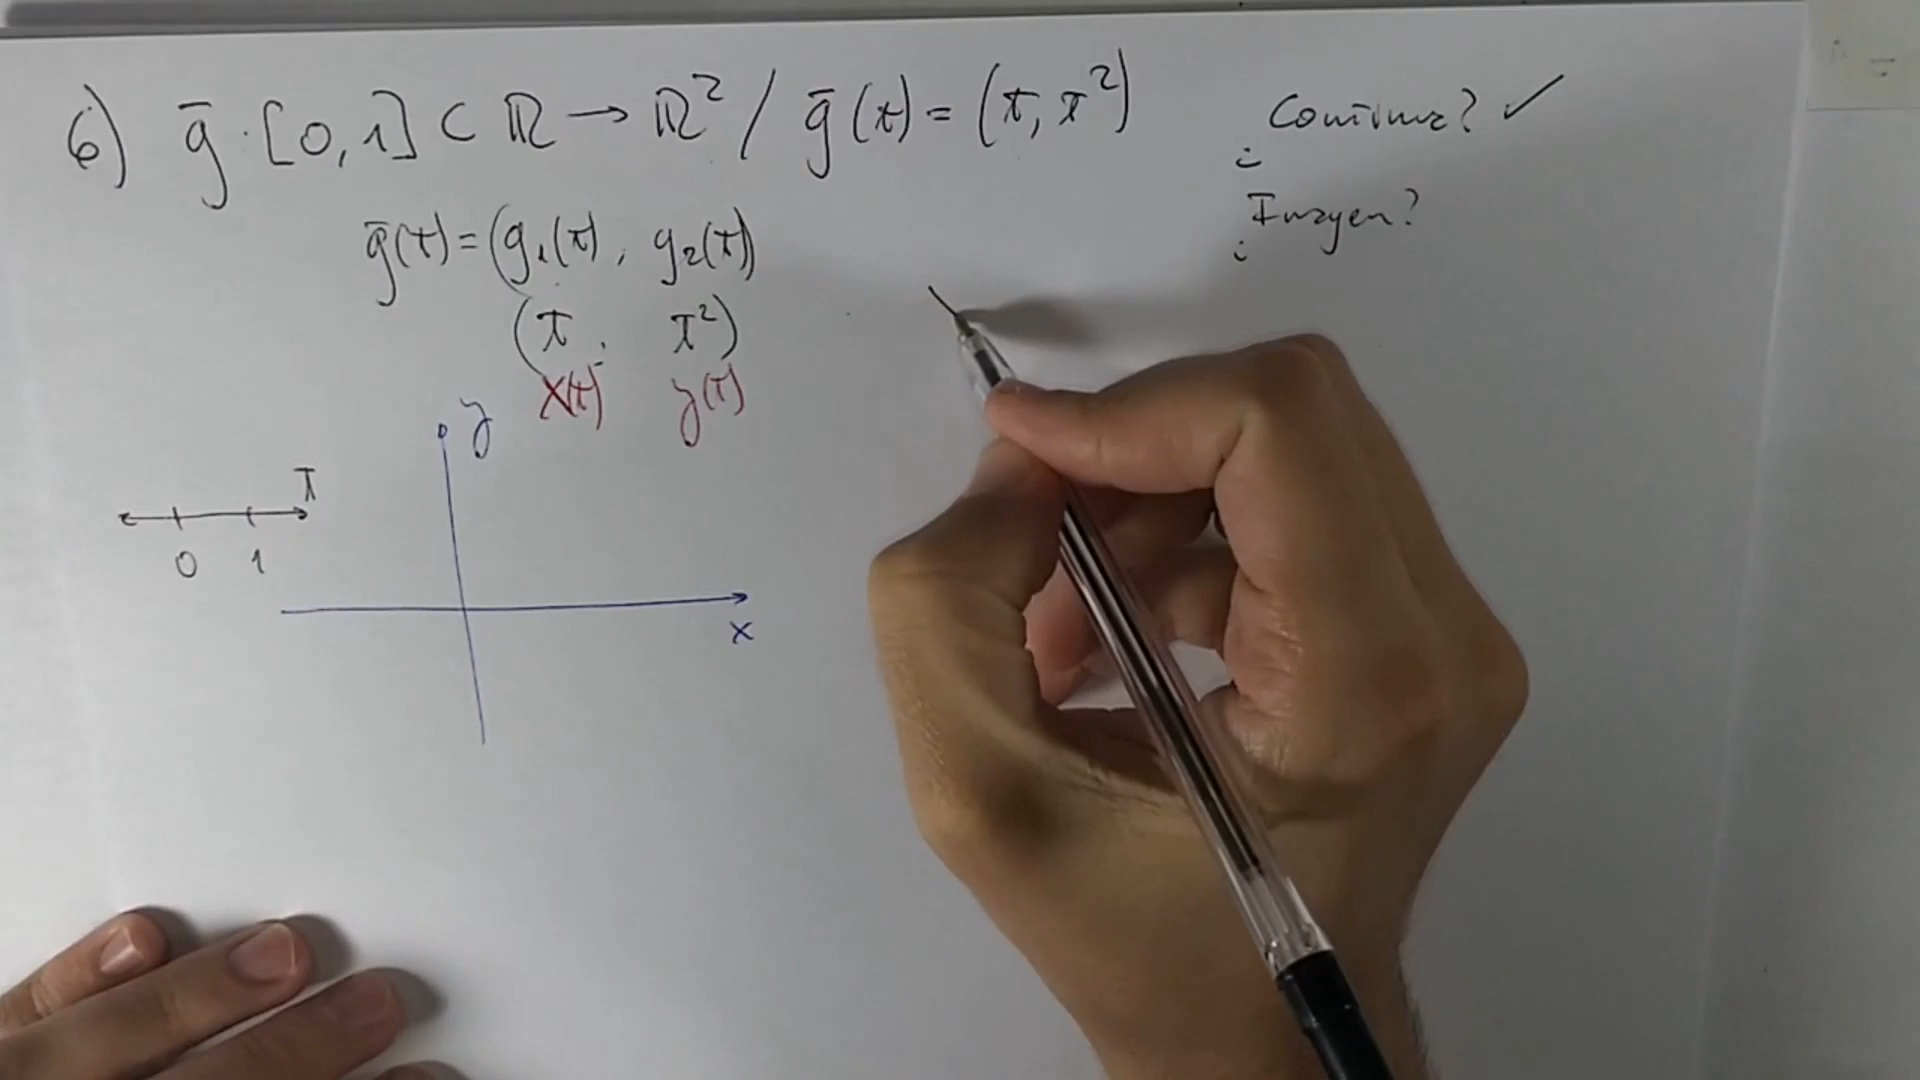 6) ḡ: [0,1] ⊂ ℝ → ℝ² / ḡ(t) = (t, t²)
¿Continua? ✓
¿Imagen?
ḡ(t) = (g₁(t), g₂(t))
(t, t²)
x(t) y(t)
y
t
0 1
x